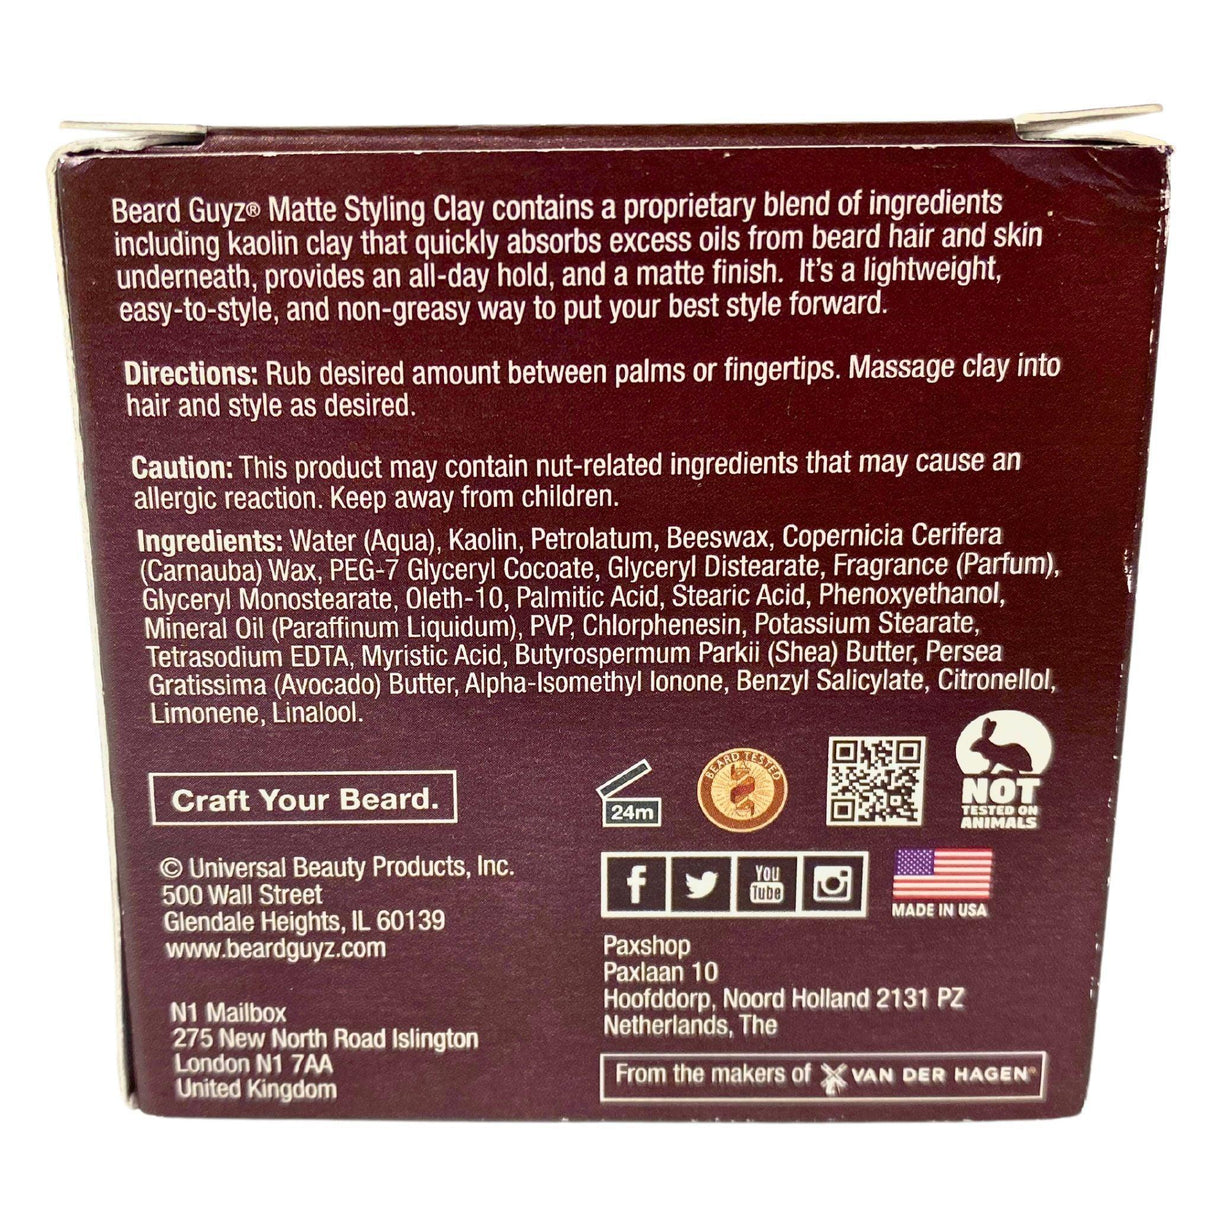 Beard Guyz® Matte Styling Clay contains a proprietary blend of ingredients
including kaolin clay that quickly absorbs excess oils from beard hair and skin
underneath, provides an all-day hold, and a matte finish. It's a lightweight,
easy-to-style, and non-greasy way to put your best style forward.
Directions: Rub desired amount between palms or fingertips. Massage clay into
hair and style as desired.
Caution: This product may contain nut-related ingredients that may cause an
allergic reaction. Keep away from children.
Ingredients: Water (Aqua), Kaolin, Petrolatum, Beeswax, Copernicia Cerifera
(Carnauba) Wax, PEG-7 Glyceryl Cocoate, Glyceryl Distearate, Fragrance (Parfum),
Glyceryl Monostearate, Oleth-10, Palmitic Acid, Stearic Acid, Phenoxyethanol,
Mineral Oil (Paraffinum Liquidum), PVP, Chlorphenesin, Potassium Stearate,
Tetrasodium EDTA, Myristic Acid, Butyrospermum Parkii (Shea) Butter, Persea
Gratissima (Avocado) Butter, Alpha-Isomethyl Ionone, Benzyl Salicylate, Citronellol,
Limonene, Linalool.
Craft Your Beard.
24m
BEARD TESTED
NOT
TESTED ON
ANIMALS
© Universal Beauty Products, Inc.
500 Wall Street
Glendale Heights, IL 60139
www.beardguyz.com
f
You
Tube
MADE IN USA
N1 Mailbox
275 New North Road Islington
London N1 7AA
United Kingdom
Paxshop
Paxlaan 10
Hoofddorp, Noord Holland 2131 PZ
Netherlands, The
From the makers of VAN DER HAGEN®